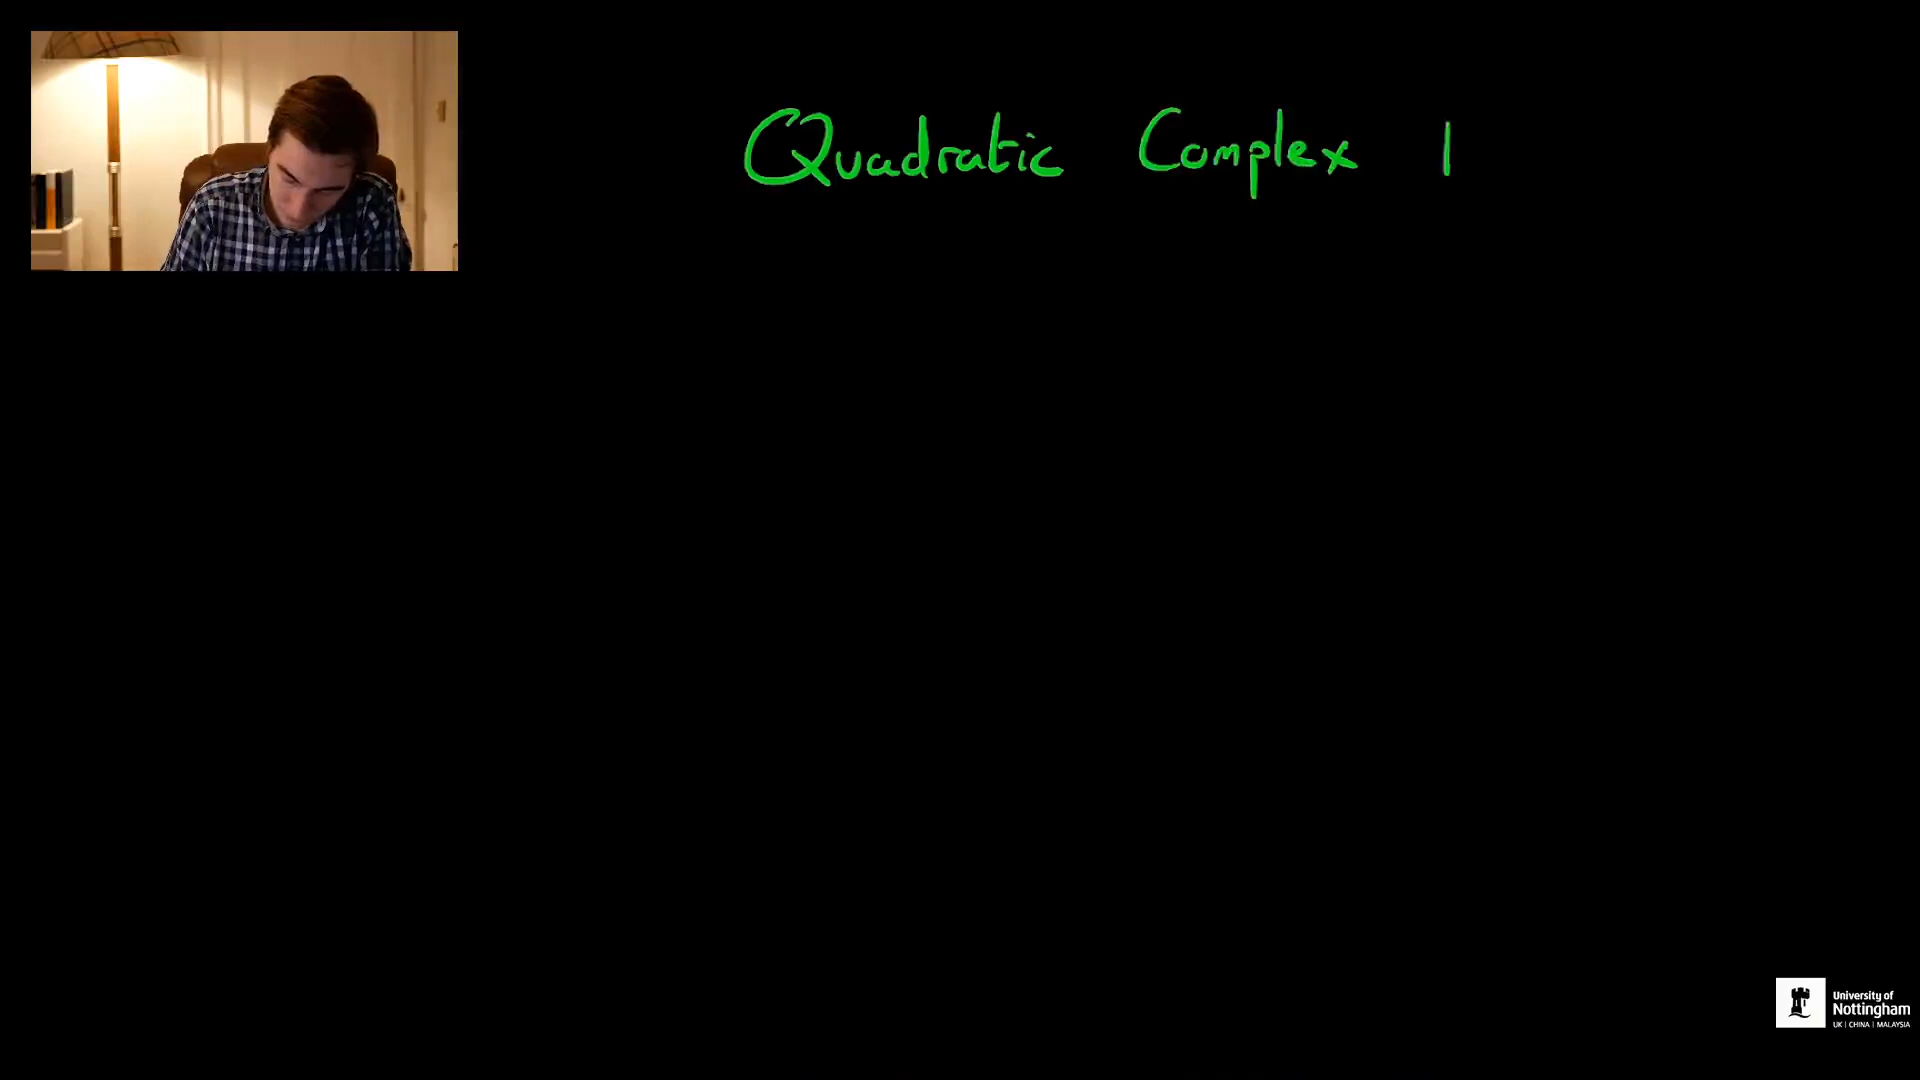 Quadratic Complex 1
University of
Nottingham
UK | CHINA | MALAYSIA